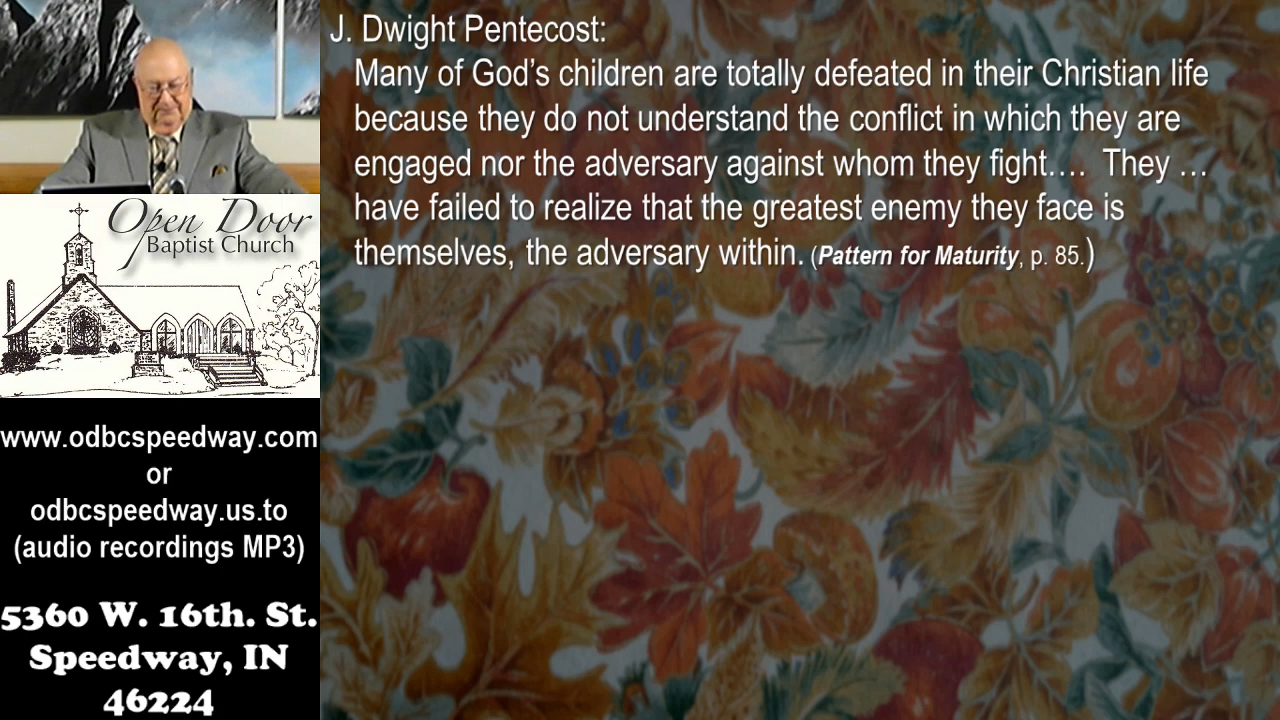 J. Dwight Pentecost:
Many of God’s children are totally defeated in their Christian life
because they do not understand the conflict in which they are
engaged nor the adversary against whom they fight….  They …
have failed to realize that the greatest enemy they face is
themselves, the adversary within. (Pattern for Maturity, p. 85.)
Open Door
Baptist Church
www.odbcspeedway.com
or
odbcspeedway.us.to
(audio recordings MP3)
5360 W. 16th. St.
Speedway, IN
46224